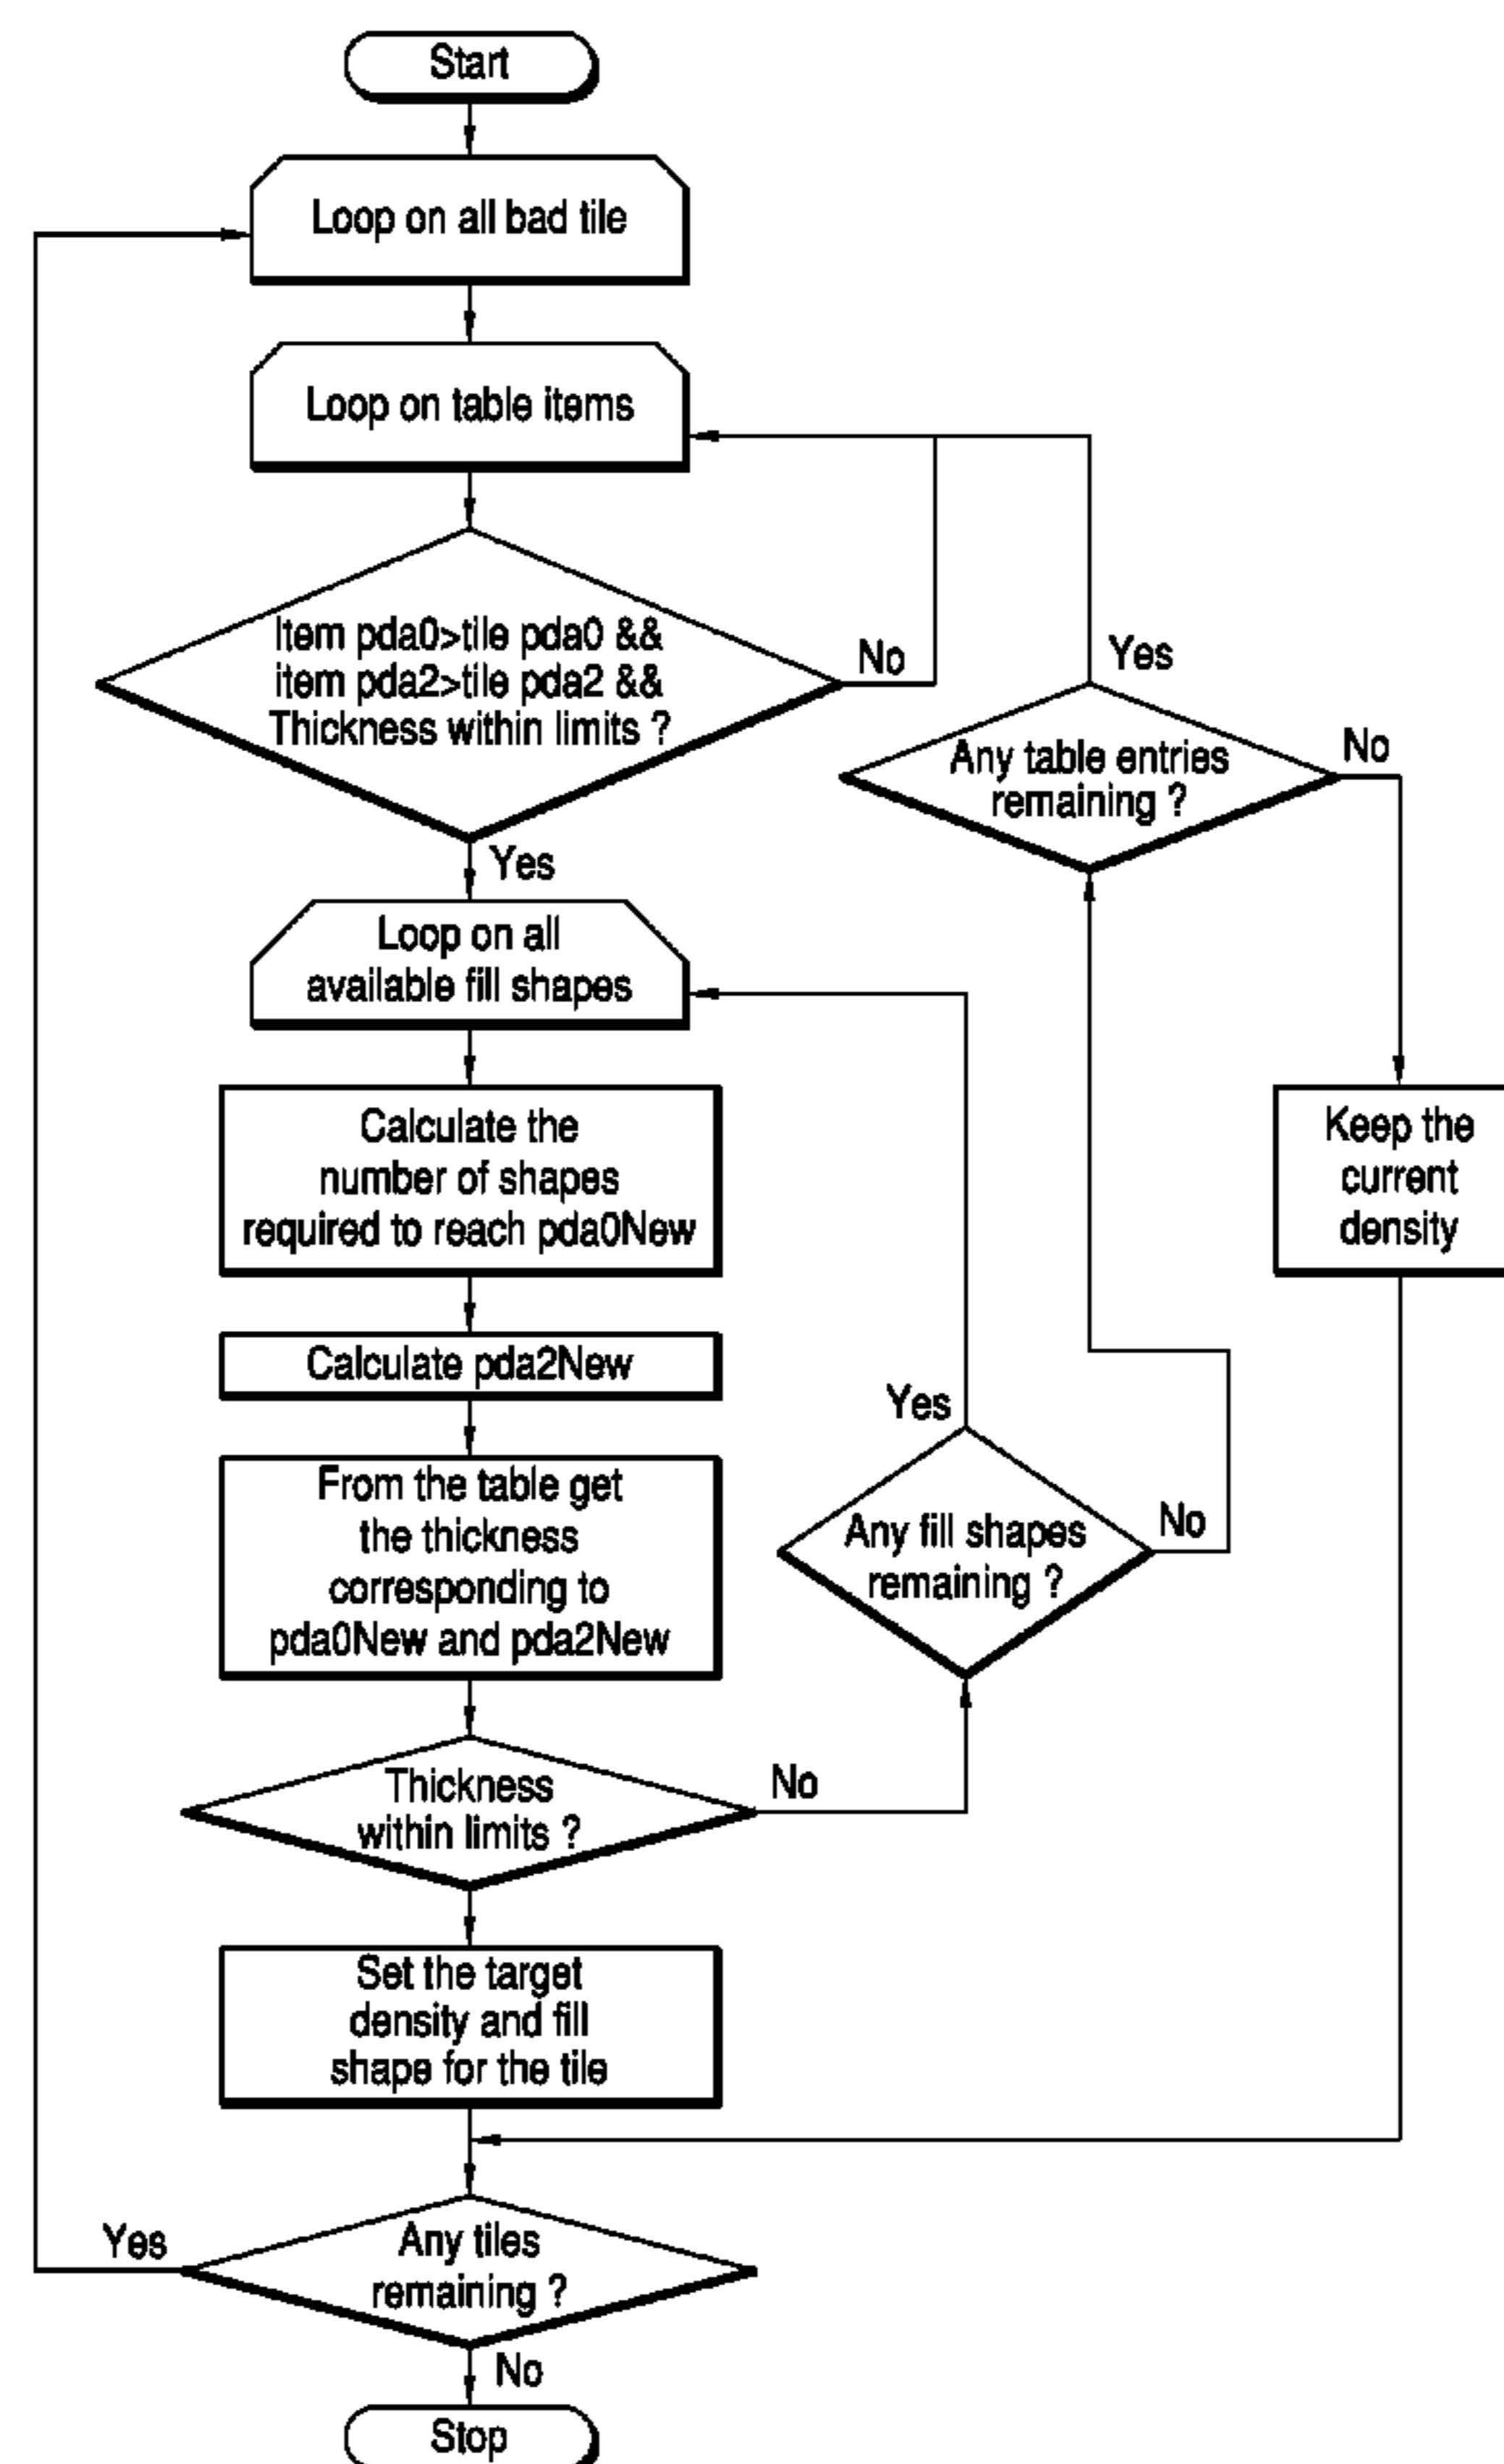 Start
Loop on all bad tile
Loop on table items
Item pda0>tile pda0 &&
item pda2>tile pda2 &&
Thickness within limits ?
No
Yes
Any table entries
remaining ?
Yes
No
Loop on all
available fill shapes
Calculate the
number of shapes
required to reach pda0New
Keep the
current
density
Calculate pda2New
From the table get
the thickness
corresponding to
pda0New and pda2New
Yes
Any fill shapes
remaining ?
No
Thickness
within limits ?
No
Set the target
density and fill
shape for the tile
Yes
Any tiles
remaining ?
No
Stop